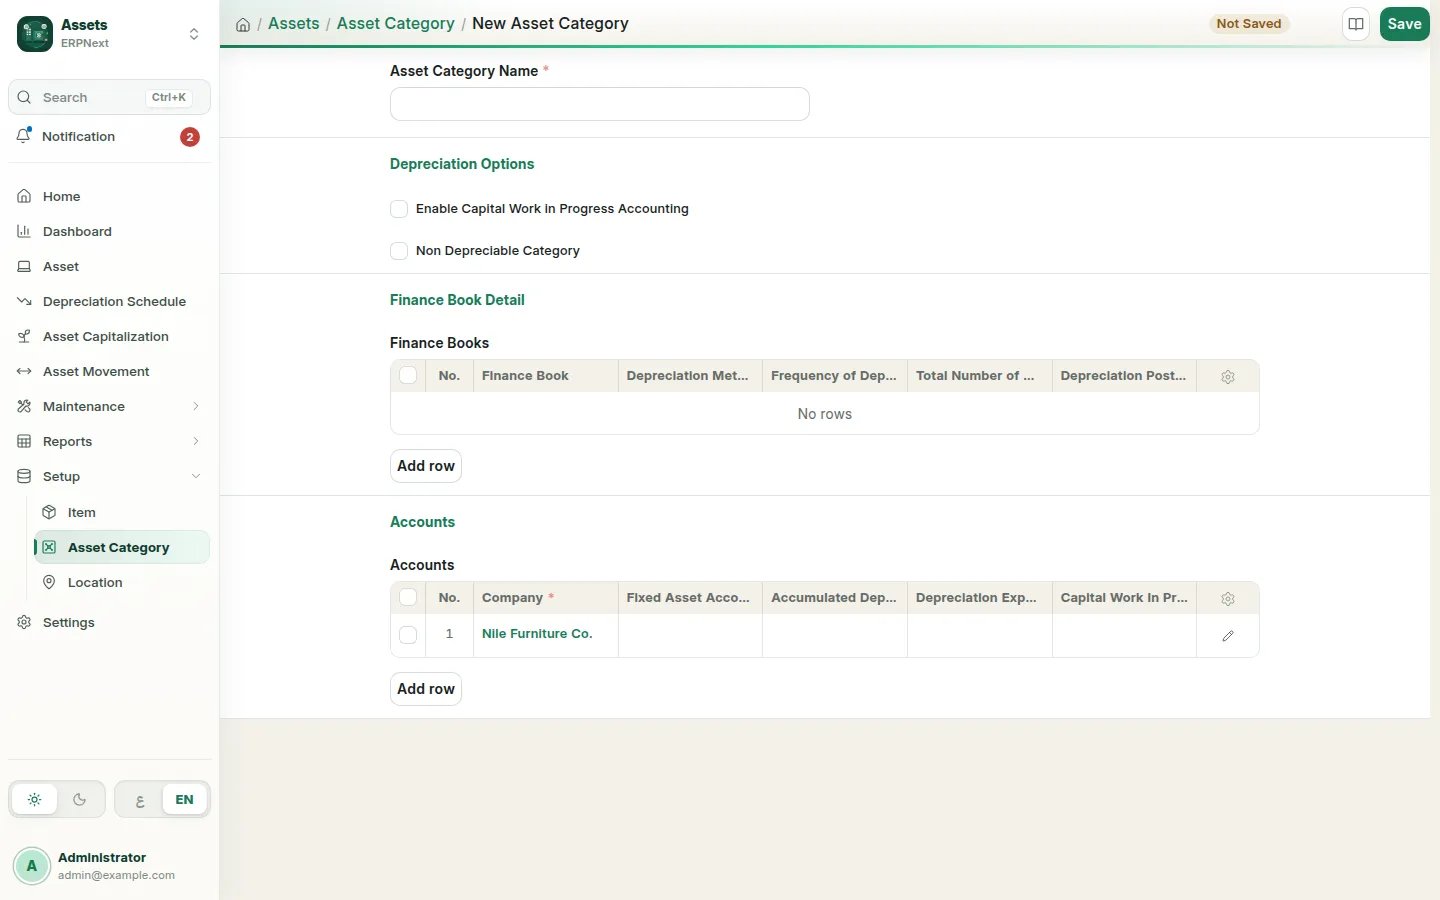 Assets
ERPNext
Search Ctrl+K
Notification 2
Home
Dashboard
Asset
Depreciation Schedule
Asset Capitalization
Asset Movement
Maintenance
Reports
Setup
Item
Asset Category
Location
Settings
ع EN
A Administrator
admin@example.com
/ Assets / Asset Category / New Asset Category
Not Saved Save
Asset Category Name *
Depreciation Options
Enable Capital Work in Progress Accounting
Non Depreciable Category
Finance Book Detail
Finance Books
No. Finance Book Depreciation Met... Frequency of Dep... Total Number of ... Depreciation Post...
No rows
Add row
Accounts
Accounts
No. Company * Fixed Asset Acco... Accumulated Dep... Depreciation Exp... Capital Work In Pr...
1 Nile Furniture Co.
Add row